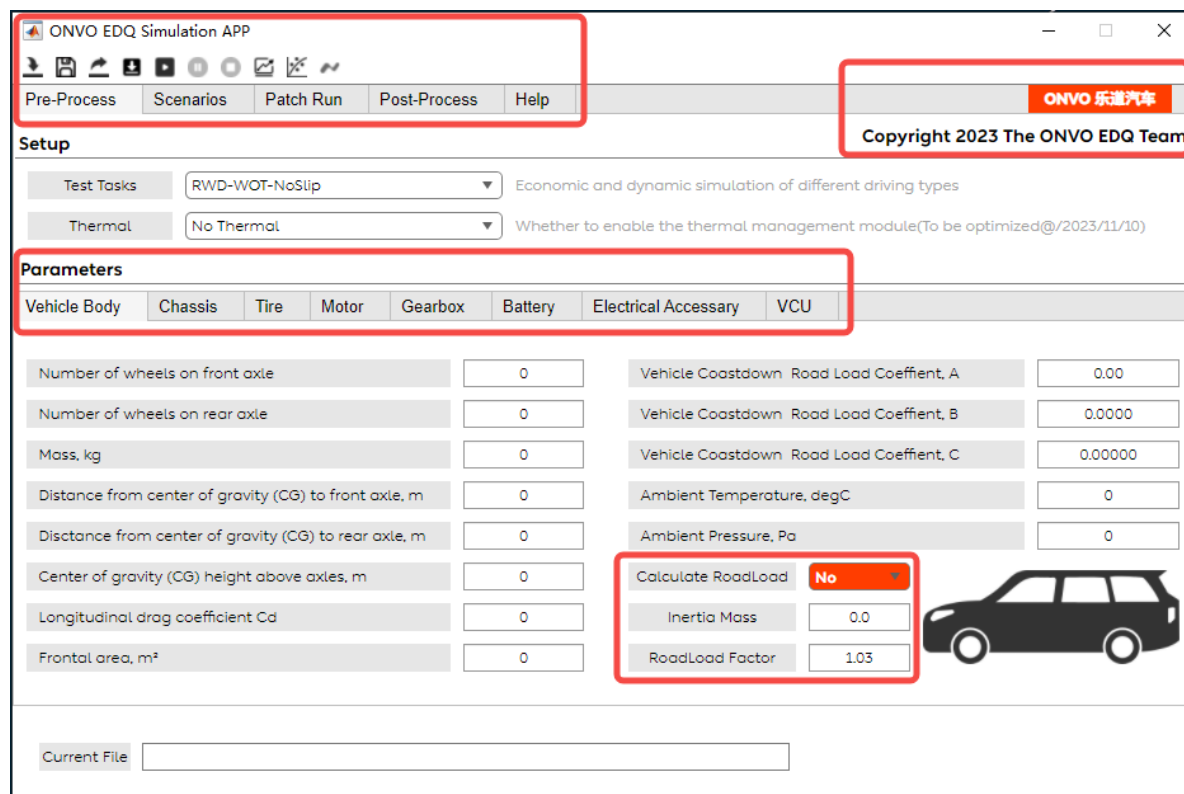 ONVO EDQ Simulation APP
Pre-Process Scenarios Patch Run Post-Process Help
ONVO 乐道汽车
Copyright 2023 The ONVO EDQ Team
Setup
Test Tasks RWD-WOT-NoSlip Economic and dynamic simulation of different driving types
Thermal No Thermal Whether to enable the thermal management module(To be optimized@/2023/11/10)
Parameters
Vehicle Body Chassis Tire Motor Gearbox Battery Electrical Accessary VCU
Number of wheels on front axle 0 Vehicle Coastdown Road Load Coeffient, A 0.00
Number of wheels on rear axle 0 Vehicle Coastdown Road Load Coeffient, B 0.0000
Mass, kg 0 Vehicle Coastdown Road Load Coeffient, C 0.00000
Distance from center of gravity (CG) to front axle, m 0 Ambient Temperature, degC 0
Disctance from center of gravity (CG) to rear axle, m 0 Ambient Pressure, Pa 0
Center of gravity (CG) height above axles, m 0 Calculate RoadLoad No
Longitudinal drag coefficient Cd 0 Inertia Mass 0.0
Frontal area, m² 0 RoadLoad Factor 1.03
Current File